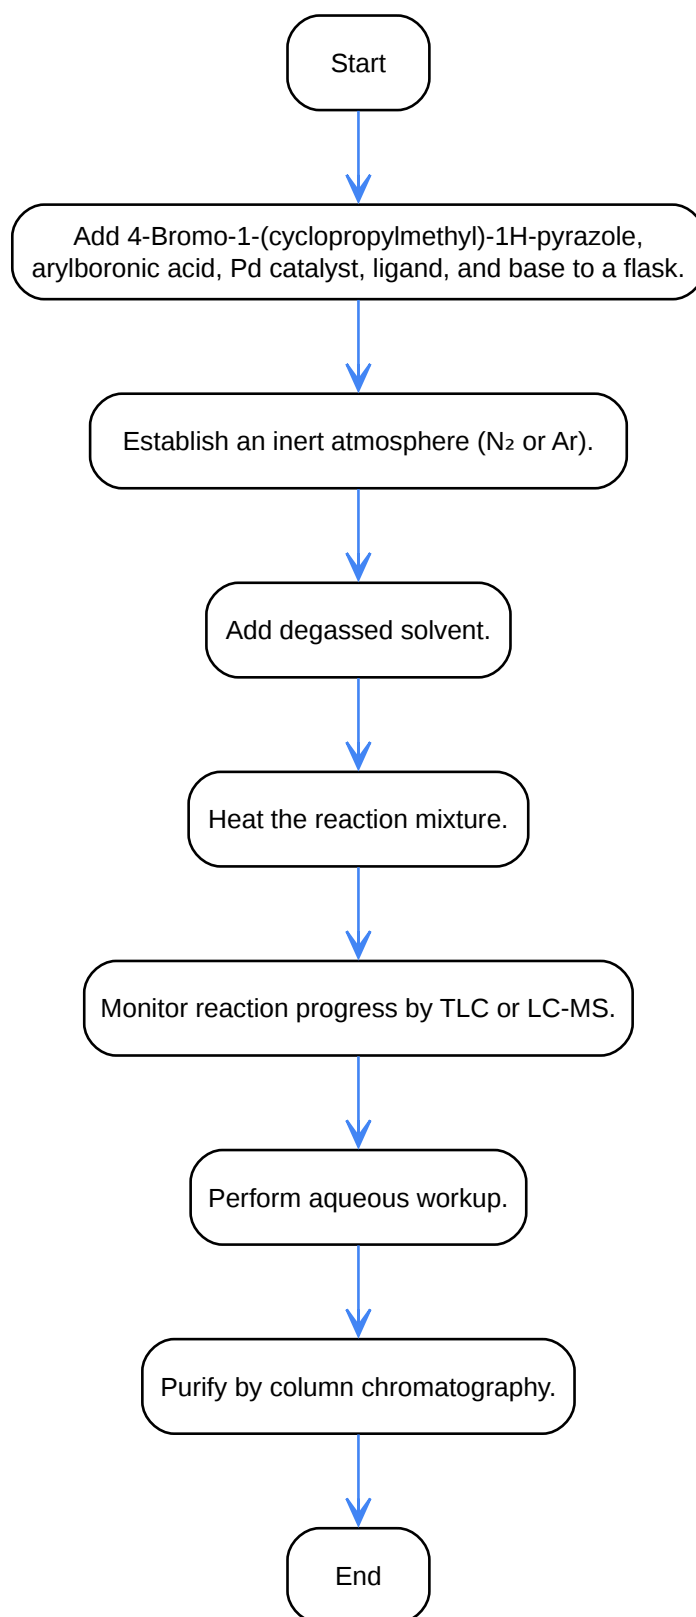 Start
Add 4-Bromo-1-(cyclopropylmethyl)-1H-pyrazole,
arylboronic acid, Pd catalyst, ligand, and base to a flask.
Establish an inert atmosphere (N₂ or Ar).
Add degassed solvent.
Heat the reaction mixture.
Monitor reaction progress by TLC or LC-MS.
Perform aqueous workup.
Purify by column chromatography.
End